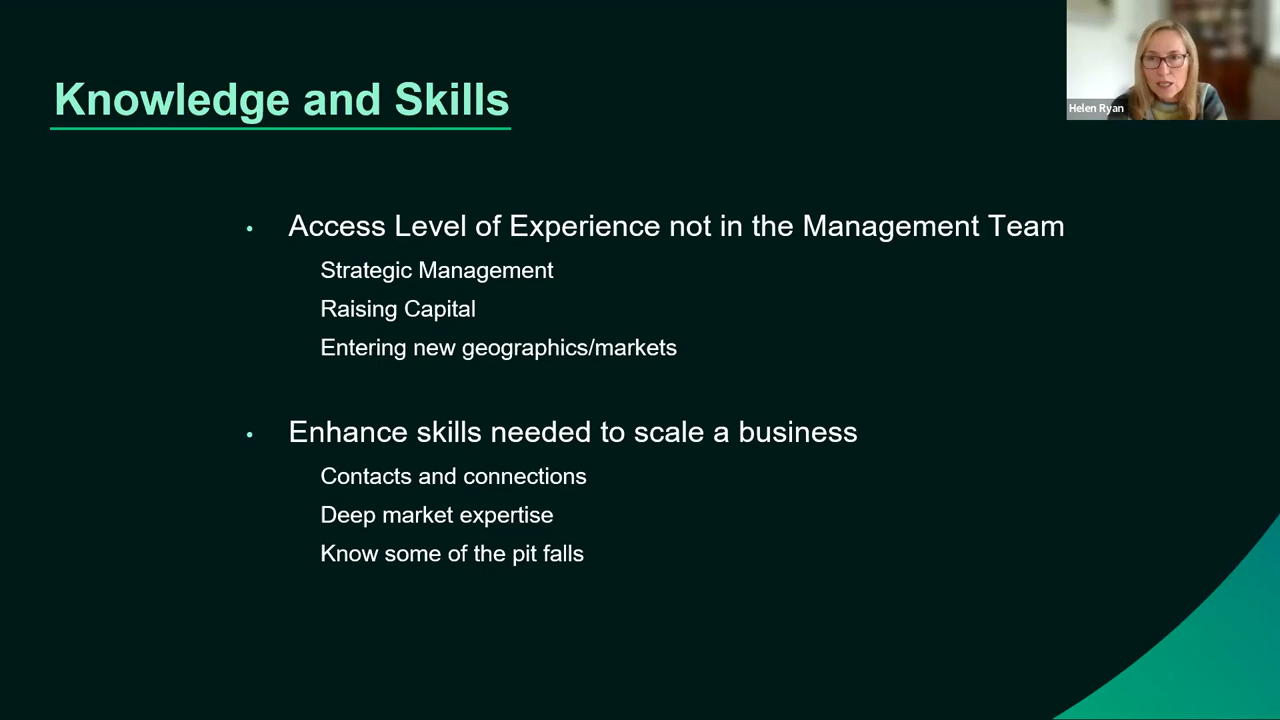 Knowledge and Skills
Helen Ryan
• Access Level of Experience not in the Management Team
Strategic Management
Raising Capital
Entering new geographics/markets
• Enhance skills needed to scale a business
Contacts and connections
Deep market expertise
Know some of the pit falls